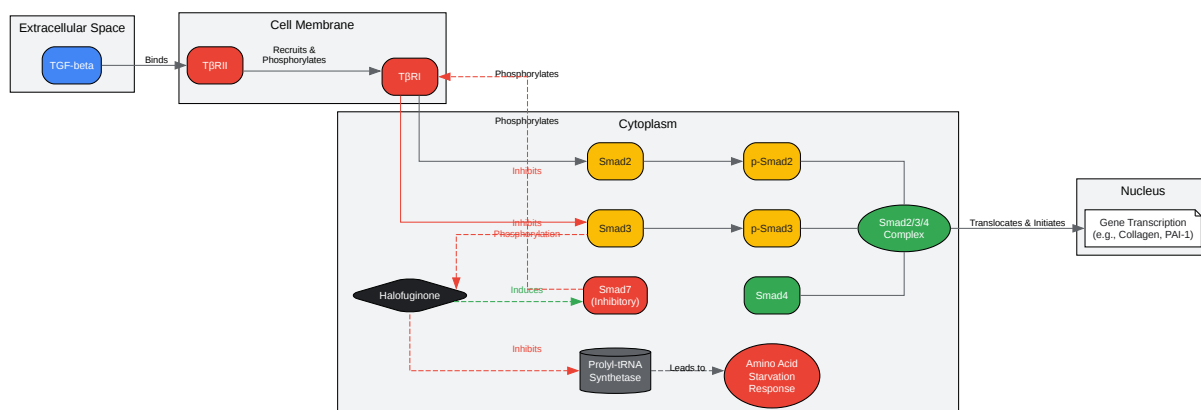 Extracellular Space
TGF-beta
Binds
Cell Membrane
TβRII
Recruits &
Phosphorylates
TβRI
Phosphorylates
Phosphorylates
Cytoplasm
Smad2
p-Smad2
Inhibits
Inhibits
Phosphorylation
Smad3
p-Smad3
Smad2/3/4
Complex
Translocates & Initiates
Nucleus
Gene Transcription
(e.g., Collagen, PAI-1)
Halofuginone
Induces
Smad7
(Inhibitory)
Smad4
Inhibits
Prolyl-tRNA
Synthetase
Leads to
Amino Acid
Starvation
Response